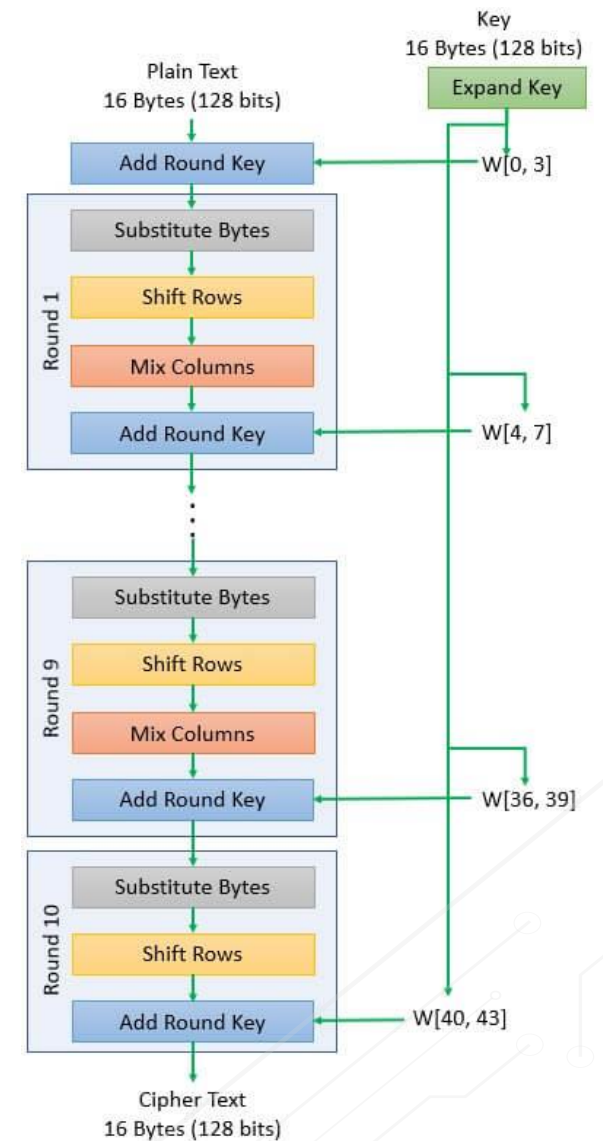 Key
16 Bytes (128 bits)
Expand Key
Plain Text
16 Bytes (128 bits)
Add Round Key
W[0, 3]
Round 1
Substitute Bytes
Shift Rows
Mix Columns
Add Round Key
W[4, 7]
Round 9
Substitute Bytes
Shift Rows
Mix Columns
Add Round Key
W[36, 39]
Round 10
Substitute Bytes
Shift Rows
Add Round Key
W[40, 43]
Cipher Text
16 Bytes (128 bits)